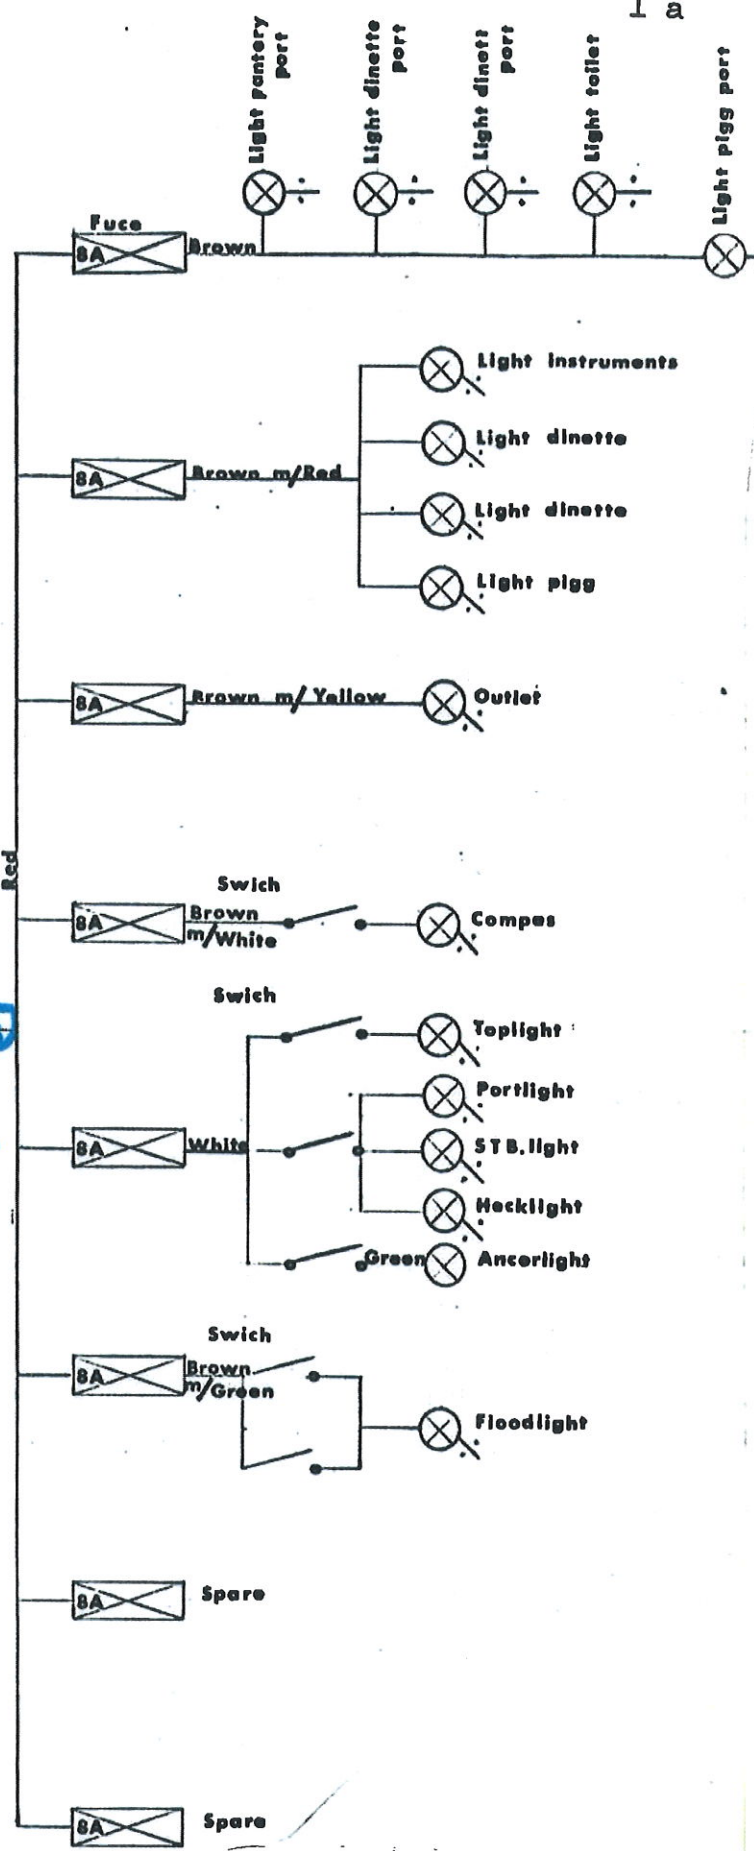 1 a
Light pantery
port
Light dinette
port
Light dinett
port
Light toilet
Light pigg port
Fuce
8A
Brown
Light instruments
Light dinette
8A
Brown m/Red
Light dinette
Light pigg
8A
Brown m/Yellow
Outlet
Red
Swich
8A
Brown
m/White
Compas
Swich
Toplight
Portlight
8A
White
STB.light
Hecklight
Green
Ancorlight
Swich
8A
Brown
m/Green
Floodlight
8A
Spare
8A
Spare